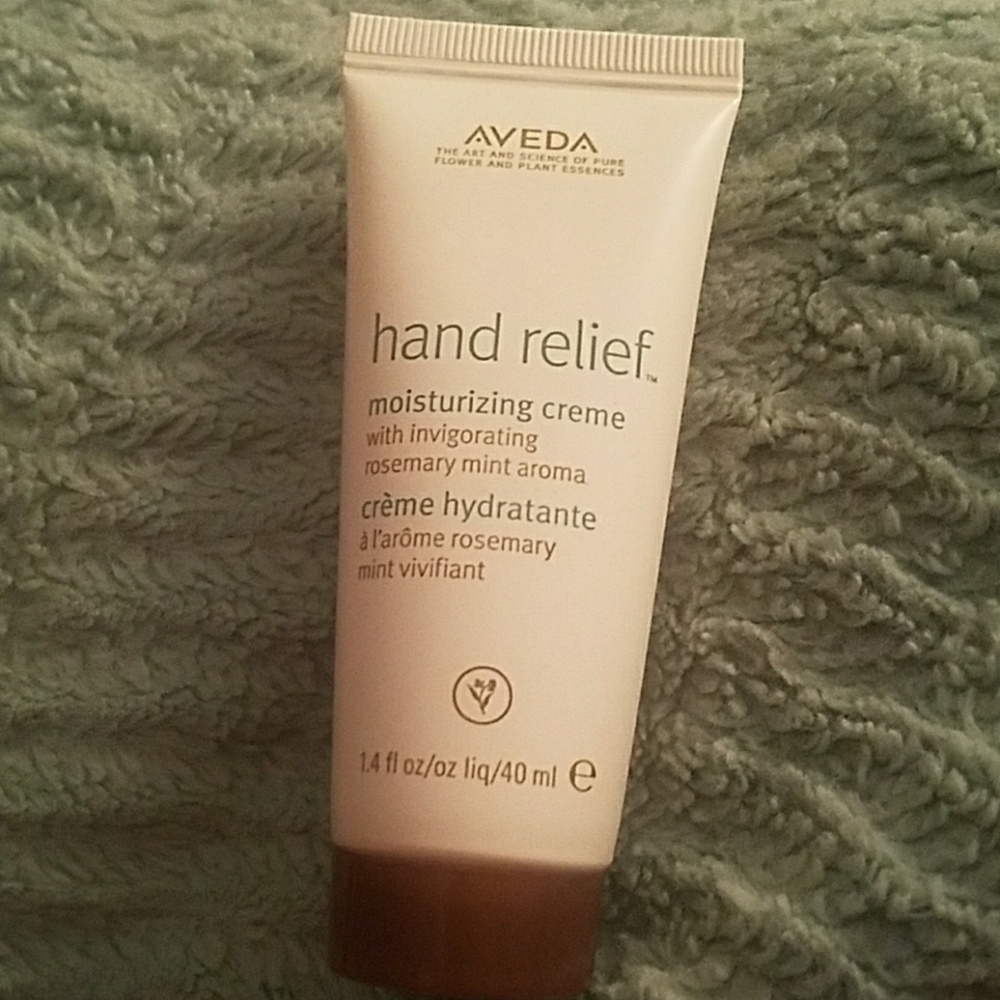 AVEDA
THE ART AND SCIENCE OF PURE
FLOWER AND PLANT ESSENCES
hand relief™
moisturizing creme
with invigorating
rosemary mint aroma
crème hydratante
à l'arôme rosemary
mint vivifiant
1.4 fl oz/oz liq/40 ml ℮